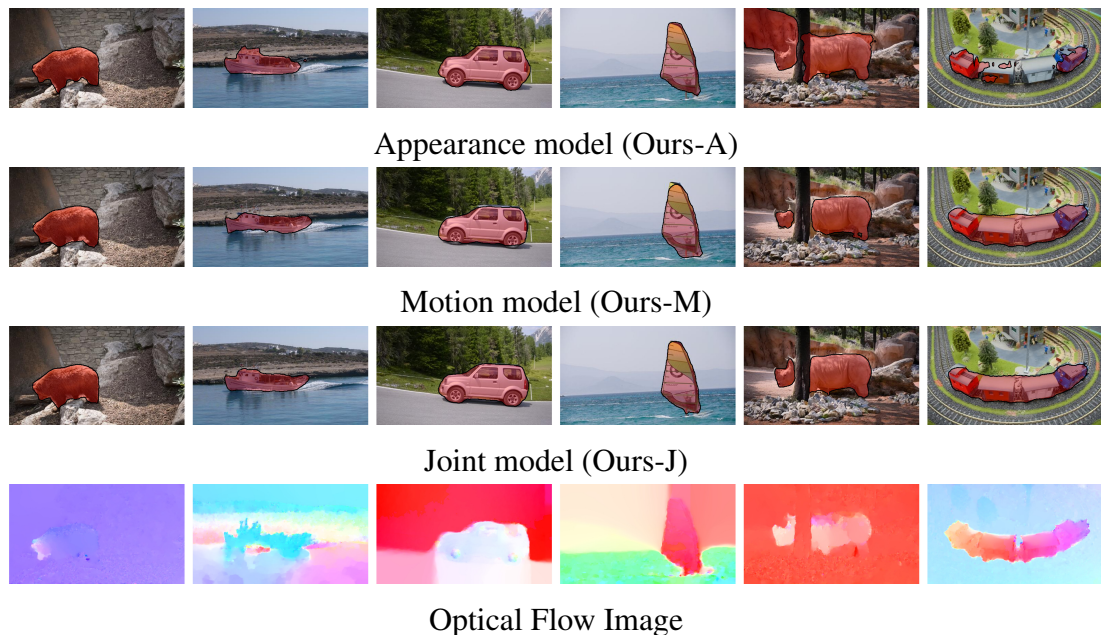 Appearance model (Ours-A)
Motion model (Ours-M)
Joint model (Ours-J)
Optical Flow Image